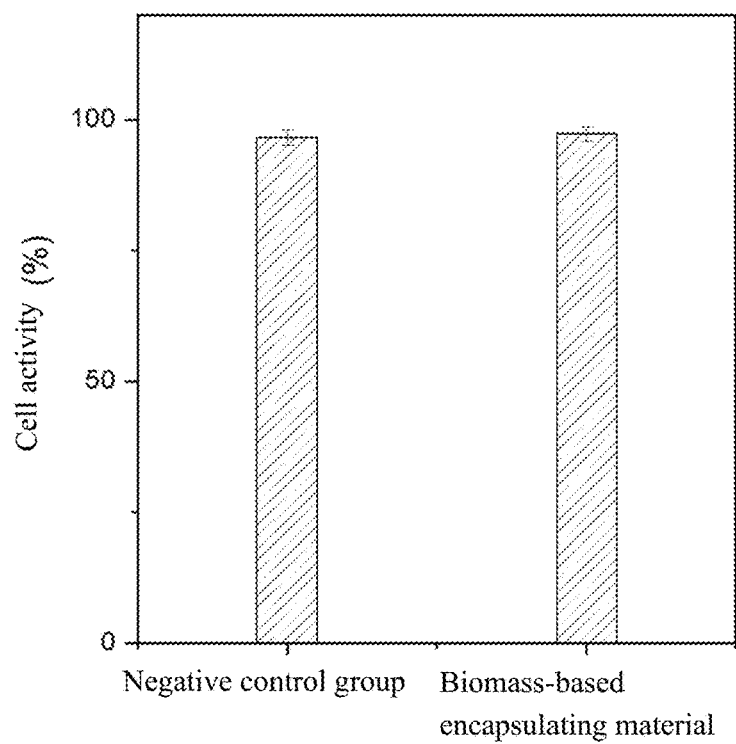 100
50
0
Cell activity (%)
Negative control group
Biomass-based
encapsulating material